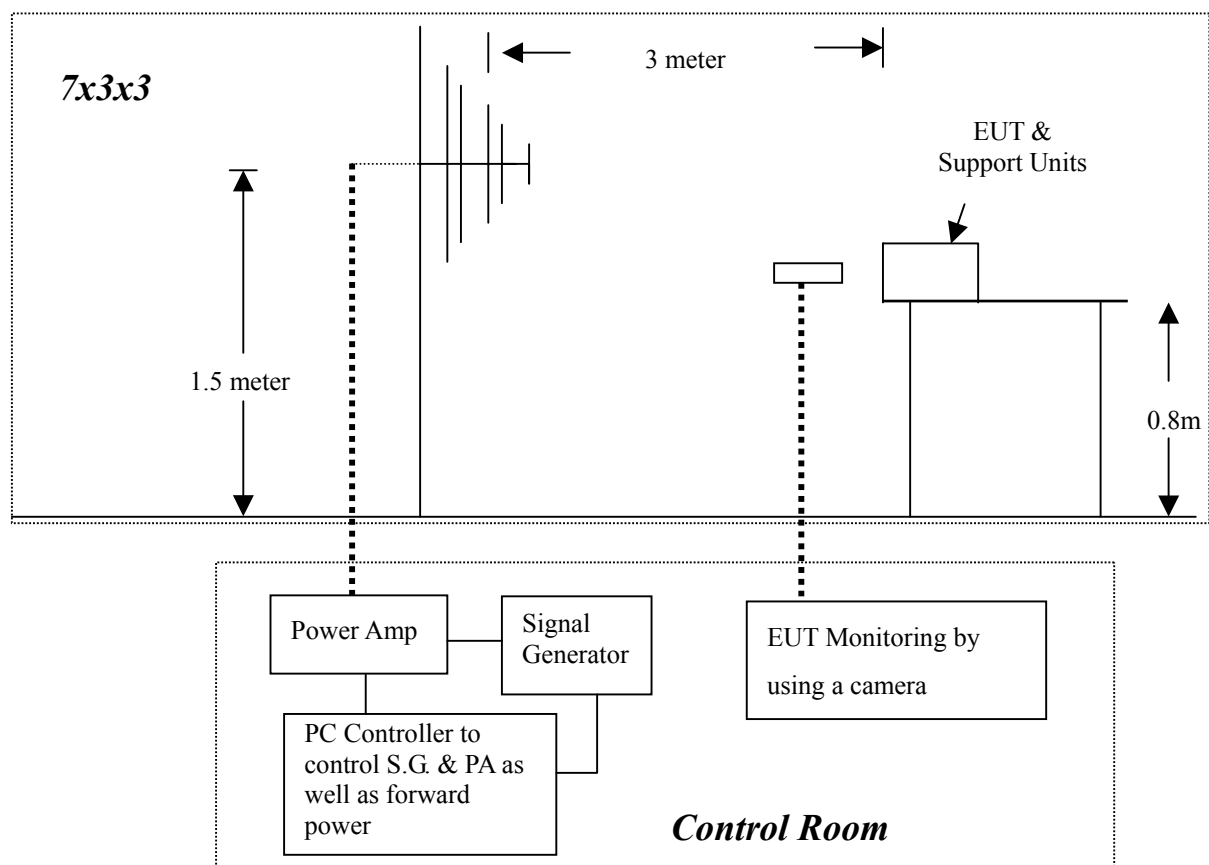 7x3x3
3 meter
EUT &
Support Units
1.5 meter
0.8m
Power Amp
Signal
Generator
EUT Monitoring by
using a camera
PC Controller to
control S.G. & PA as
well as forward
power
Control Room